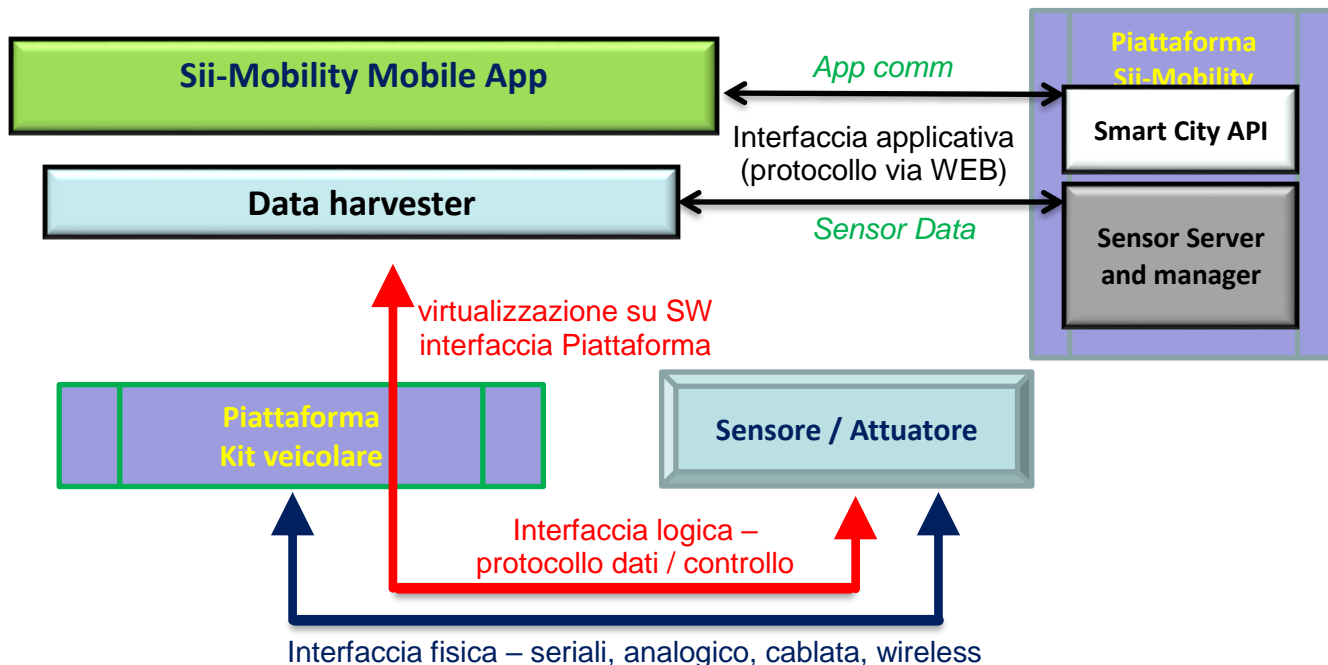 Sii-Mobility Mobile App
App comm
Piattaforma
Sii-Mobility
Smart City API
Interfaccia applicativa
(protocollo via WEB)
Data harvester
Sensor Data
Sensor Server
and manager
virtualizzazione su SW
interfaccia Piattaforma
Piattaforma
Kit veicolare
Sensore / Attuatore
Interfaccia logica –
protocollo dati / controllo
Interfaccia fisica – seriali, analogico, cablata, wireless